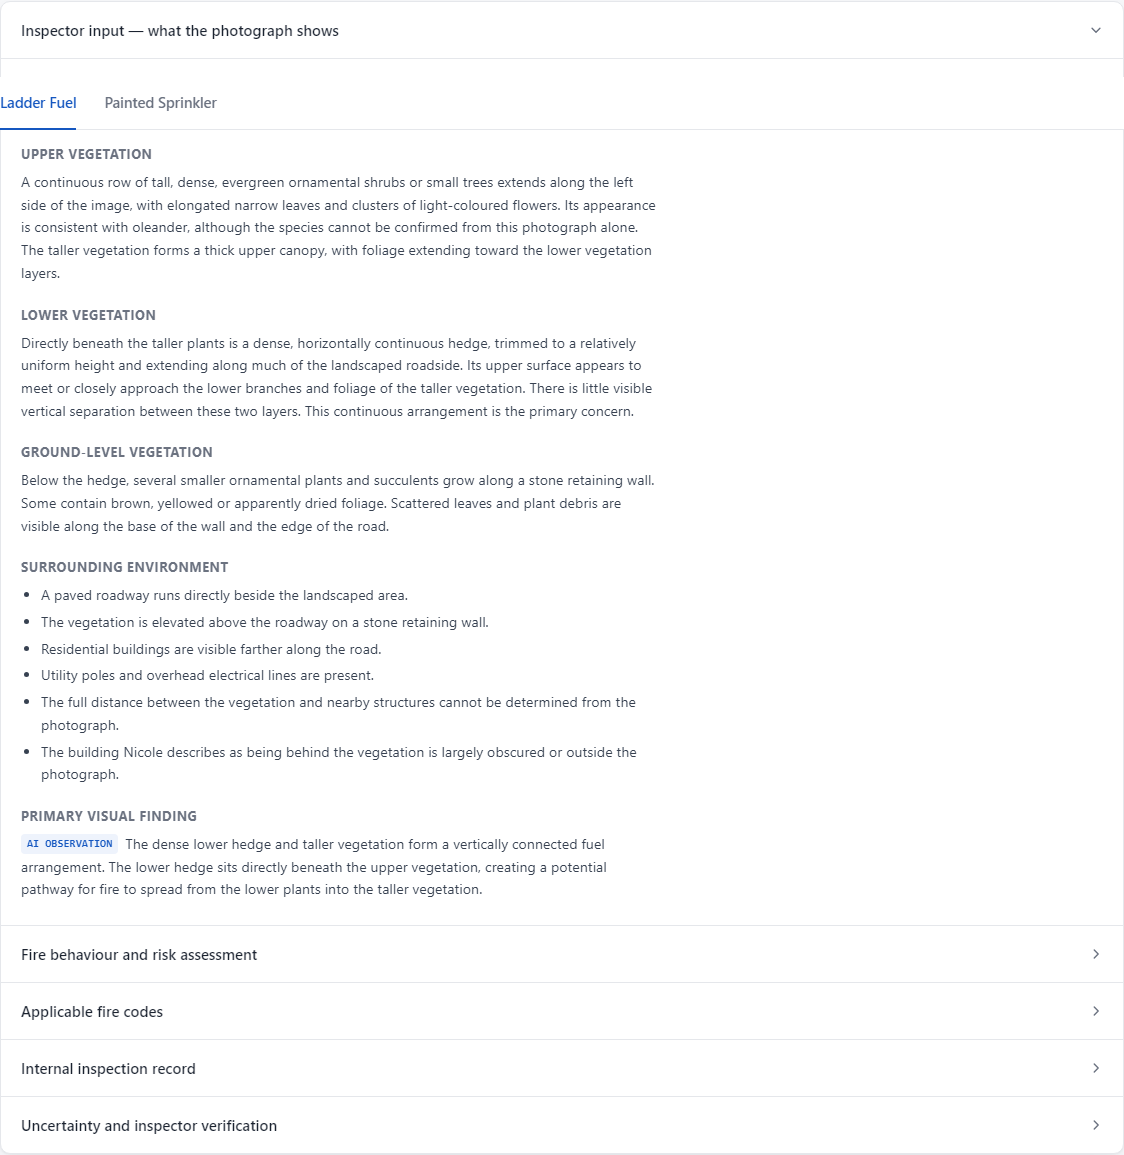 Inspector input — what the photograph shows
Ladder Fuel
Painted Sprinkler
UPPER VEGETATION
A continuous row of tall, dense, evergreen ornamental shrubs or small trees extends along the left
side of the image, with elongated narrow leaves and clusters of light-coloured flowers. Its appearance
is consistent with oleander, although the species cannot be confirmed from this photograph alone.
The taller vegetation forms a thick upper canopy, with foliage extending toward the lower vegetation
layers.
LOWER VEGETATION
Directly beneath the taller plants is a dense, horizontally continuous hedge, trimmed to a relatively
uniform height and extending along much of the landscaped roadside. Its upper surface appears to
meet or closely approach the lower branches and foliage of the taller vegetation. There is little visible
vertical separation between these two layers. This continuous arrangement is the primary concern.
GROUND-LEVEL VEGETATION
Below the hedge, several smaller ornamental plants and succulents grow along a stone retaining wall.
Some contain brown, yellowed or apparently dried foliage. Scattered leaves and plant debris are
visible along the base of the wall and the edge of the road.
SURROUNDING ENVIRONMENT
• A paved roadway runs directly beside the landscaped area.
• The vegetation is elevated above the roadway on a stone retaining wall.
• Residential buildings are visible farther along the road.
• Utility poles and overhead electrical lines are present.
• The full distance between the vegetation and nearby structures cannot be determined from the
photograph.
• The building Nicole describes as being behind the vegetation is largely obscured or outside the
photograph.
PRIMARY VISUAL FINDING
AI OBSERVATION The dense lower hedge and taller vegetation form a vertically connected fuel
arrangement. The lower hedge sits directly beneath the upper vegetation, creating a potential
pathway for fire to spread from the lower plants into the taller vegetation.
Fire behaviour and risk assessment
Applicable fire codes
Internal inspection record
Uncertainty and inspector verification